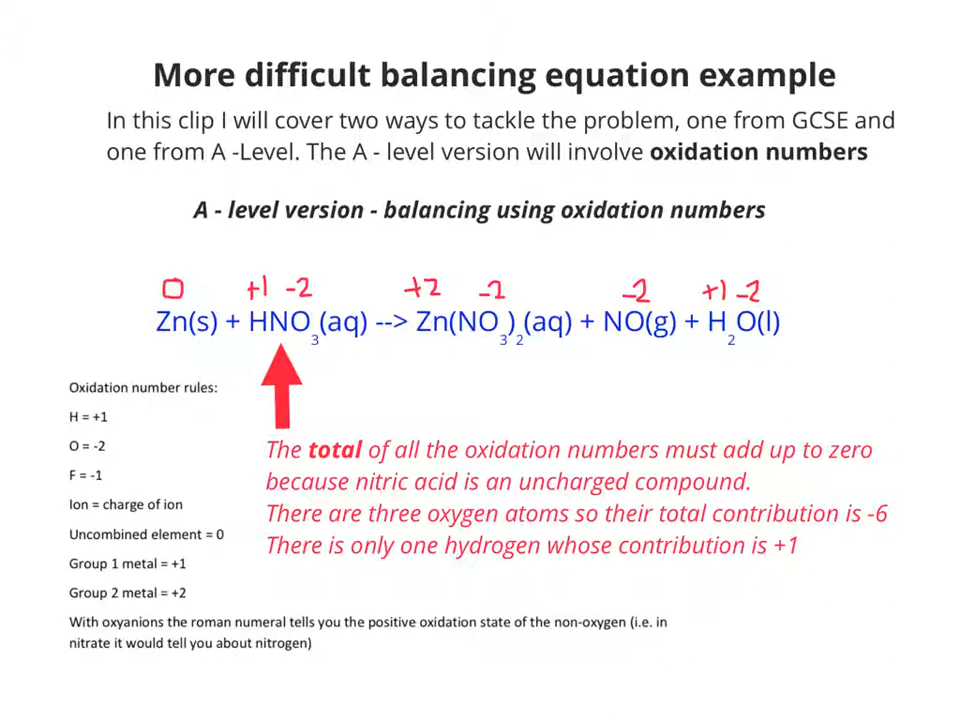 More difficult balancing equation example
In this clip I will cover two ways to tackle the problem, one from GCSE and
one from A -Level. The A - level version will involve oxidation numbers
A - level version - balancing using oxidation numbers
0 +1 -2 +2 -2 -2 +1 -2
Zn(s) + HNO3(aq) --> Zn(NO3)2(aq) + NO(g) + H2O(l)
Oxidation number rules:
H = +1
O = -2
F = -1
Ion = charge of ion
Uncombined element = 0
Group 1 metal = +1
Group 2 metal = +2
With oxyanions the roman numeral tells you the positive oxidation state of the non-oxygen (i.e. in
nitrate it would tell you about nitrogen)
The total of all the oxidation numbers must add up to zero
because nitric acid is an uncharged compound.
There are three oxygen atoms so their total contribution is -6
There is only one hydrogen whose contribution is +1